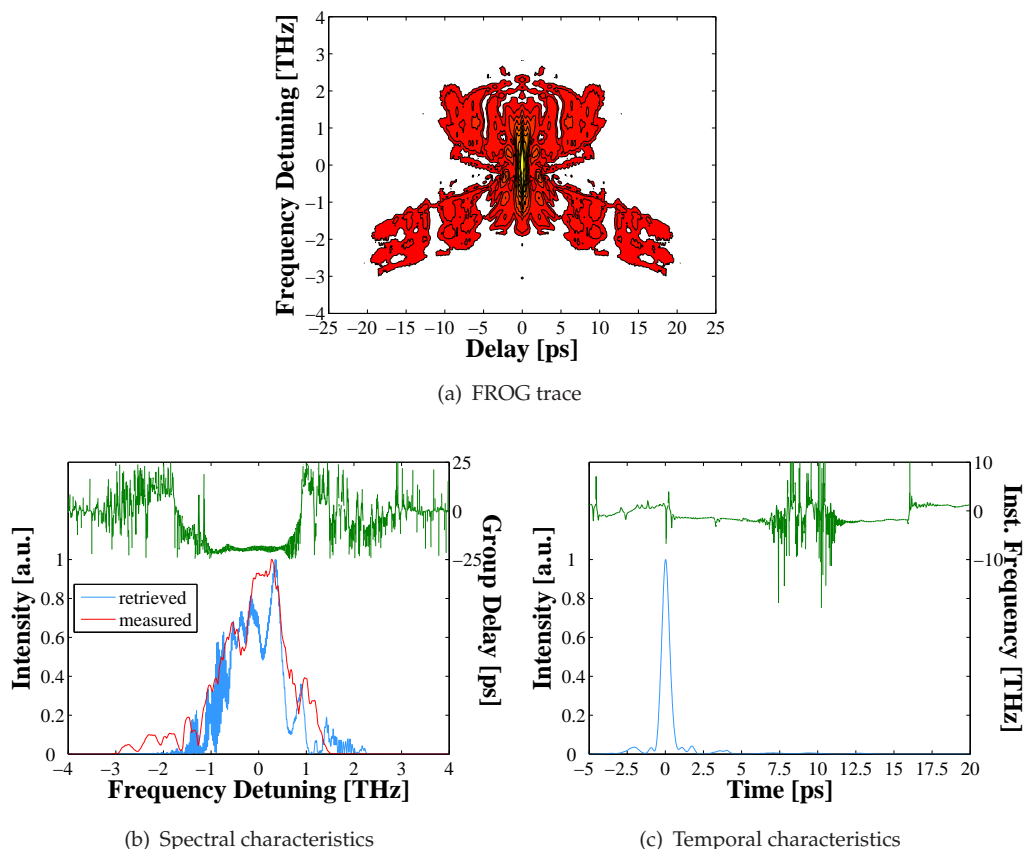 Frequency Detuning [THz]
4
3
2
1
0
−1
−2
−3
−4
−25 −20 −15 −10 −5 0 5 10 15 20 25
Delay [ps]
(a) FROG trace
Intensity [a.u.]
1
0.8
0.6
0.4
0.2
0
25
0
−25
Group Delay [ps]
retrieved
measured
−4 −3 −2 −1 0 1 2 3 4
Frequency Detuning [THz]
(b) Spectral characteristics
Intensity [a.u.]
1
0.8
0.6
0.4
0.2
0
10
0
−10
Inst. Frequency [THz]
−5 −2.5 0 2.5 5 7.5 10 12.5 15 17.5 20
Time [ps]
(c) Temporal characteristics